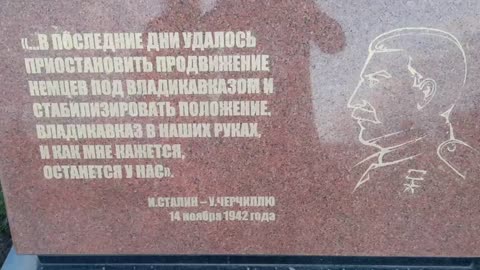 «...В ПОСЛЕДНИЕ ДНИ УДАЛОСЬ
ПРИОСТАНОВИТЬ ПРОДВИЖЕНИЕ
НЕМЦЕВ ПОД ВЛАДИКАВКАЗОМ И
СТАБИЛИЗИРОВАТЬ ПОЛОЖЕНИЕ.
ВЛАДИКАВКАЗ В НАШИХ РУКАХ,
И КАК МНЕ КАЖЕТСЯ,
ОСТАНЕТСЯ У НАС».
И.СТАЛИН – У.ЧЕРЧИЛЛЮ
14 ноября 1942 года